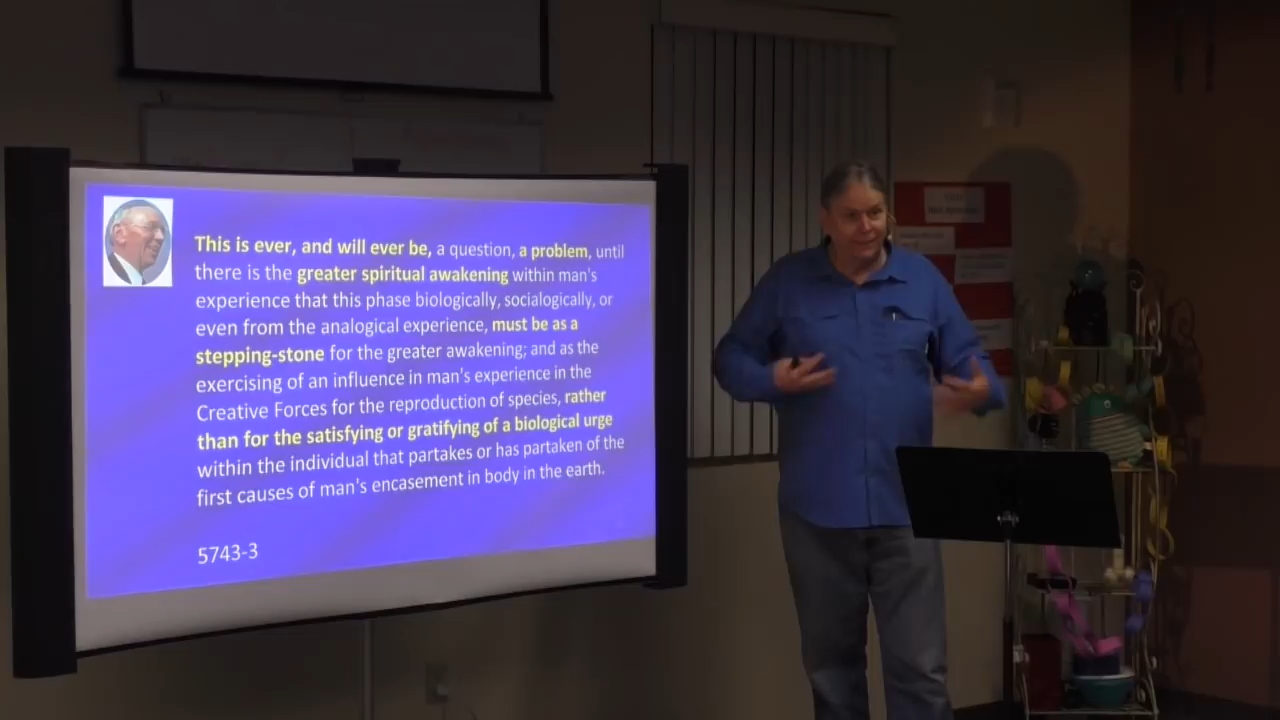 This is ever, and will ever be, a question, a problem, until
there is the greater spiritual awakening within man's
experience that this phase biologically, socialogically, or
even from the analogical experience, must be as a
stepping-stone for the greater awakening; and as the
exercising of an influence in man's experience in the
Creative Forces for the reproduction of species, rather
than for the satisfying or gratifying of a biological urge
within the individual that partakes or has partaken of the
first causes of man's encasement in body in the earth.
5743-3